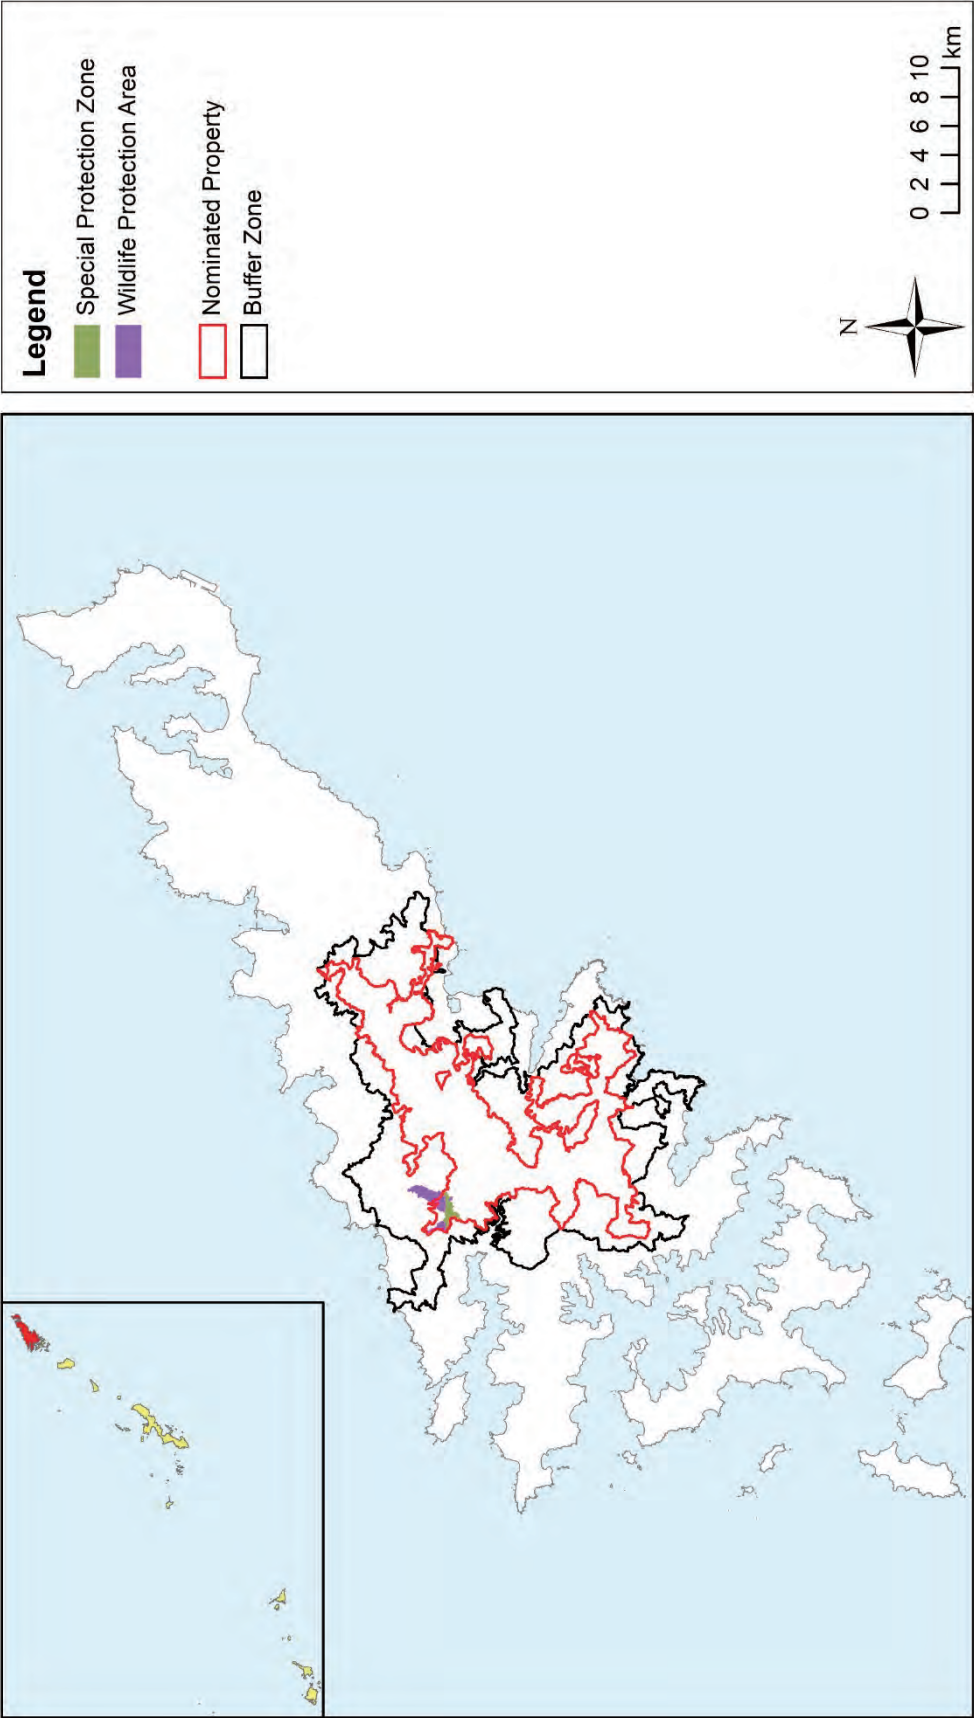 Legend
Special Protection Zone
Wildlife Protection Area
Nominated Property
Buffer Zone
N
0 2 4 6 8 10
km